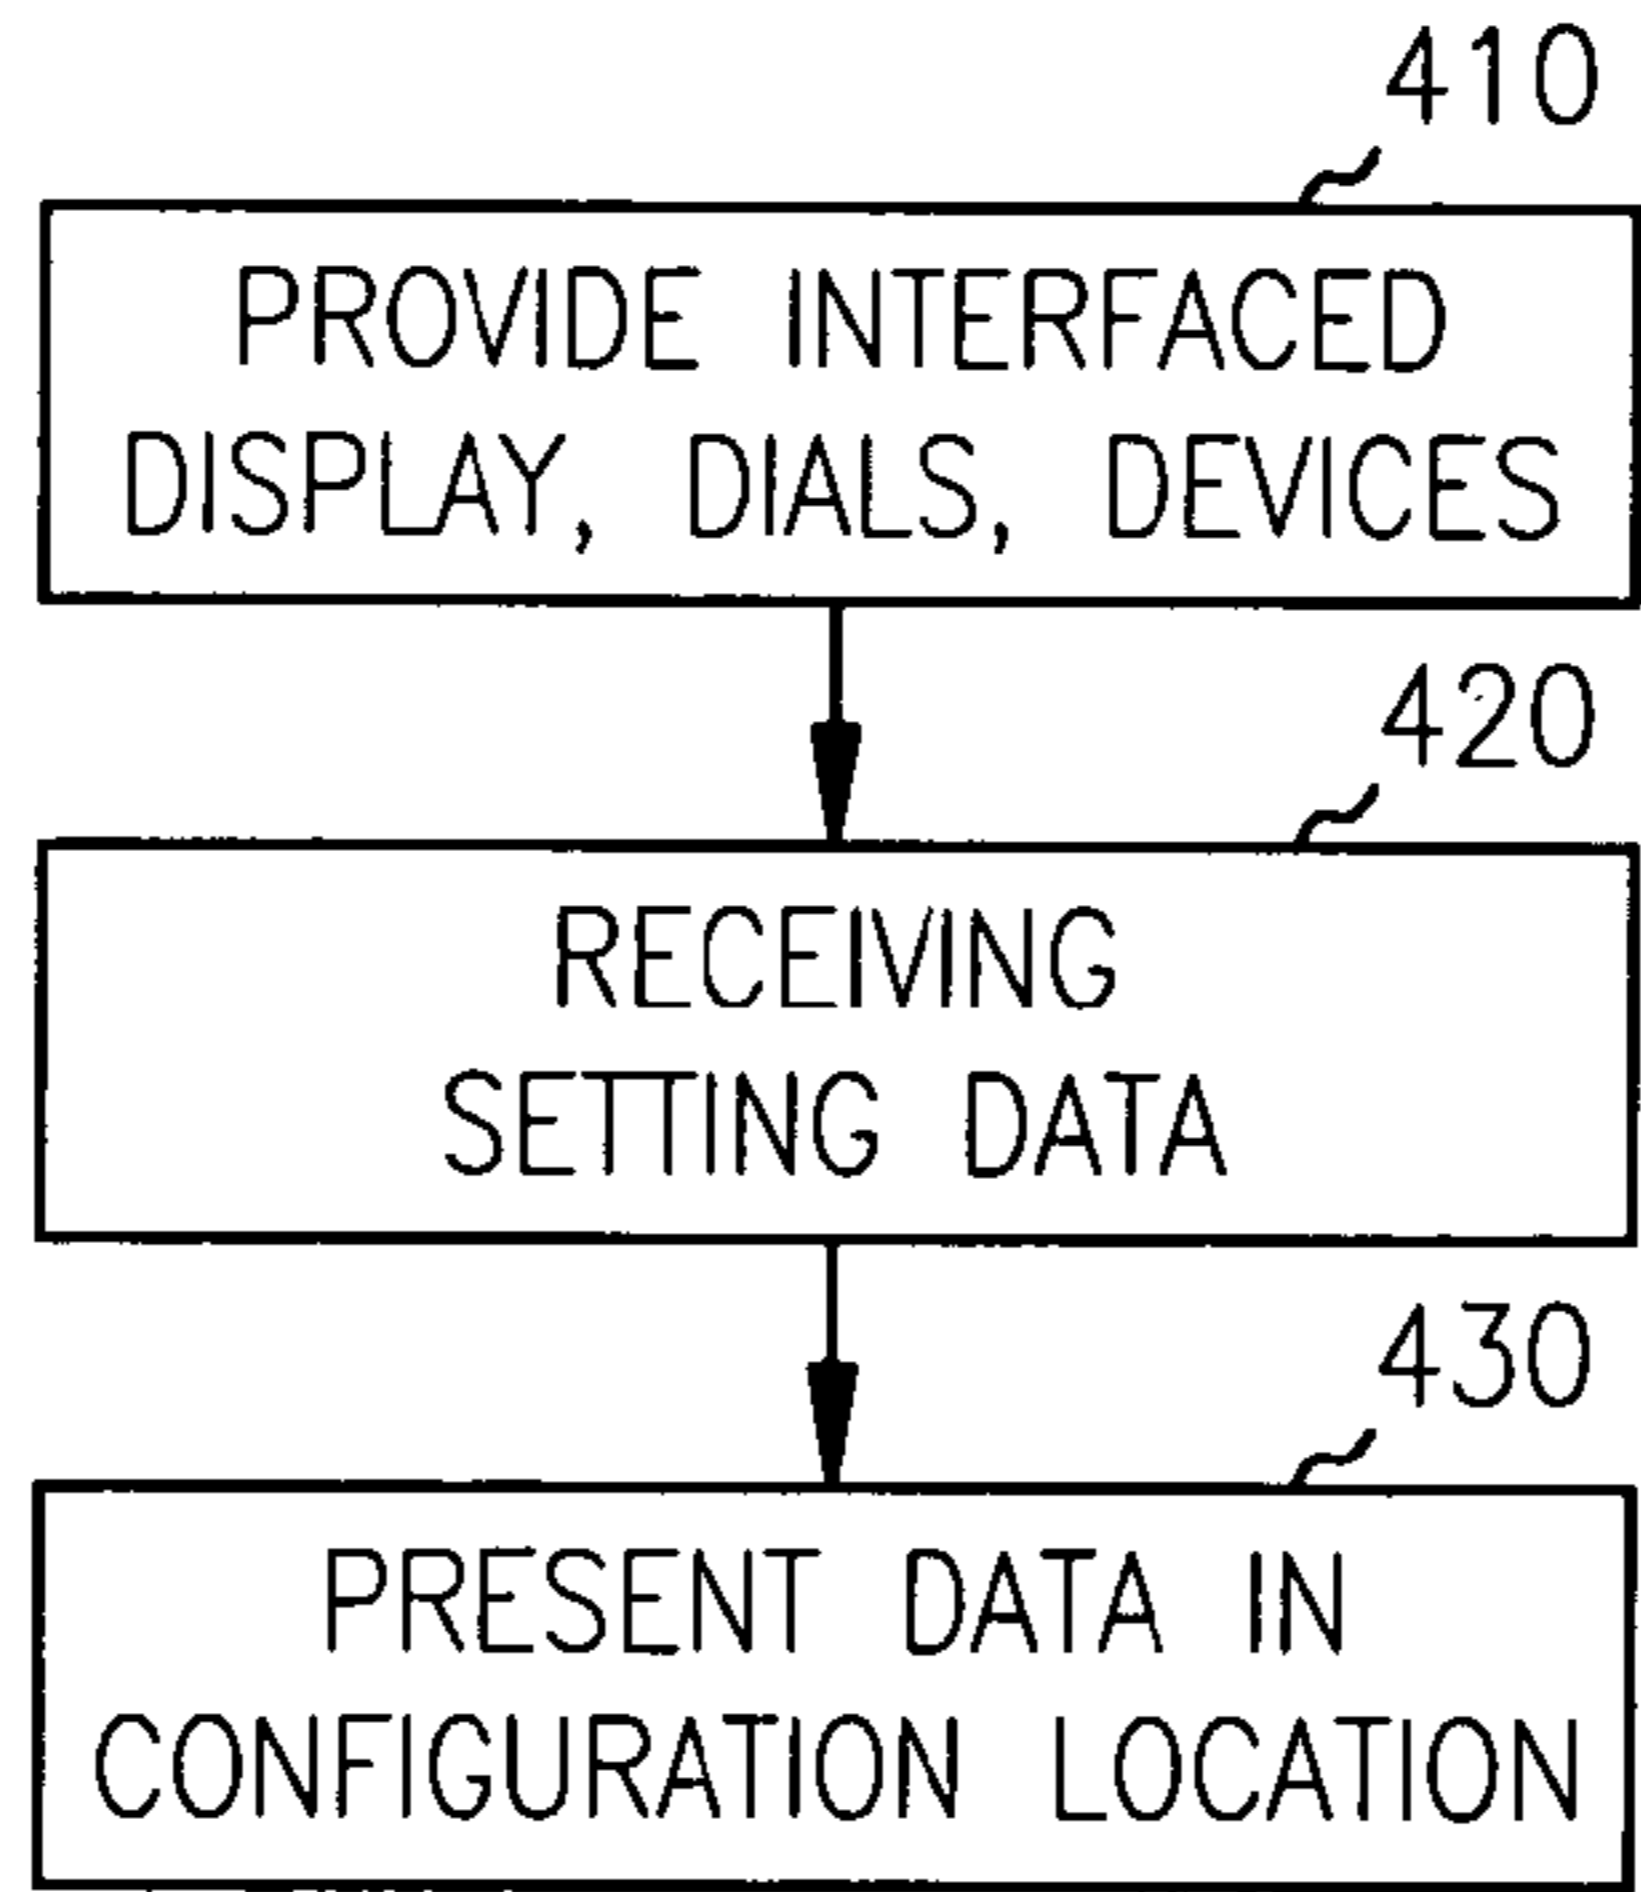 410
PROVIDE INTERFACED
DISPLAY, DIALS, DEVICES
420
RECEIVING
SETTING DATA
430
PRESENT DATA IN
CONFIGURATION LOCATION